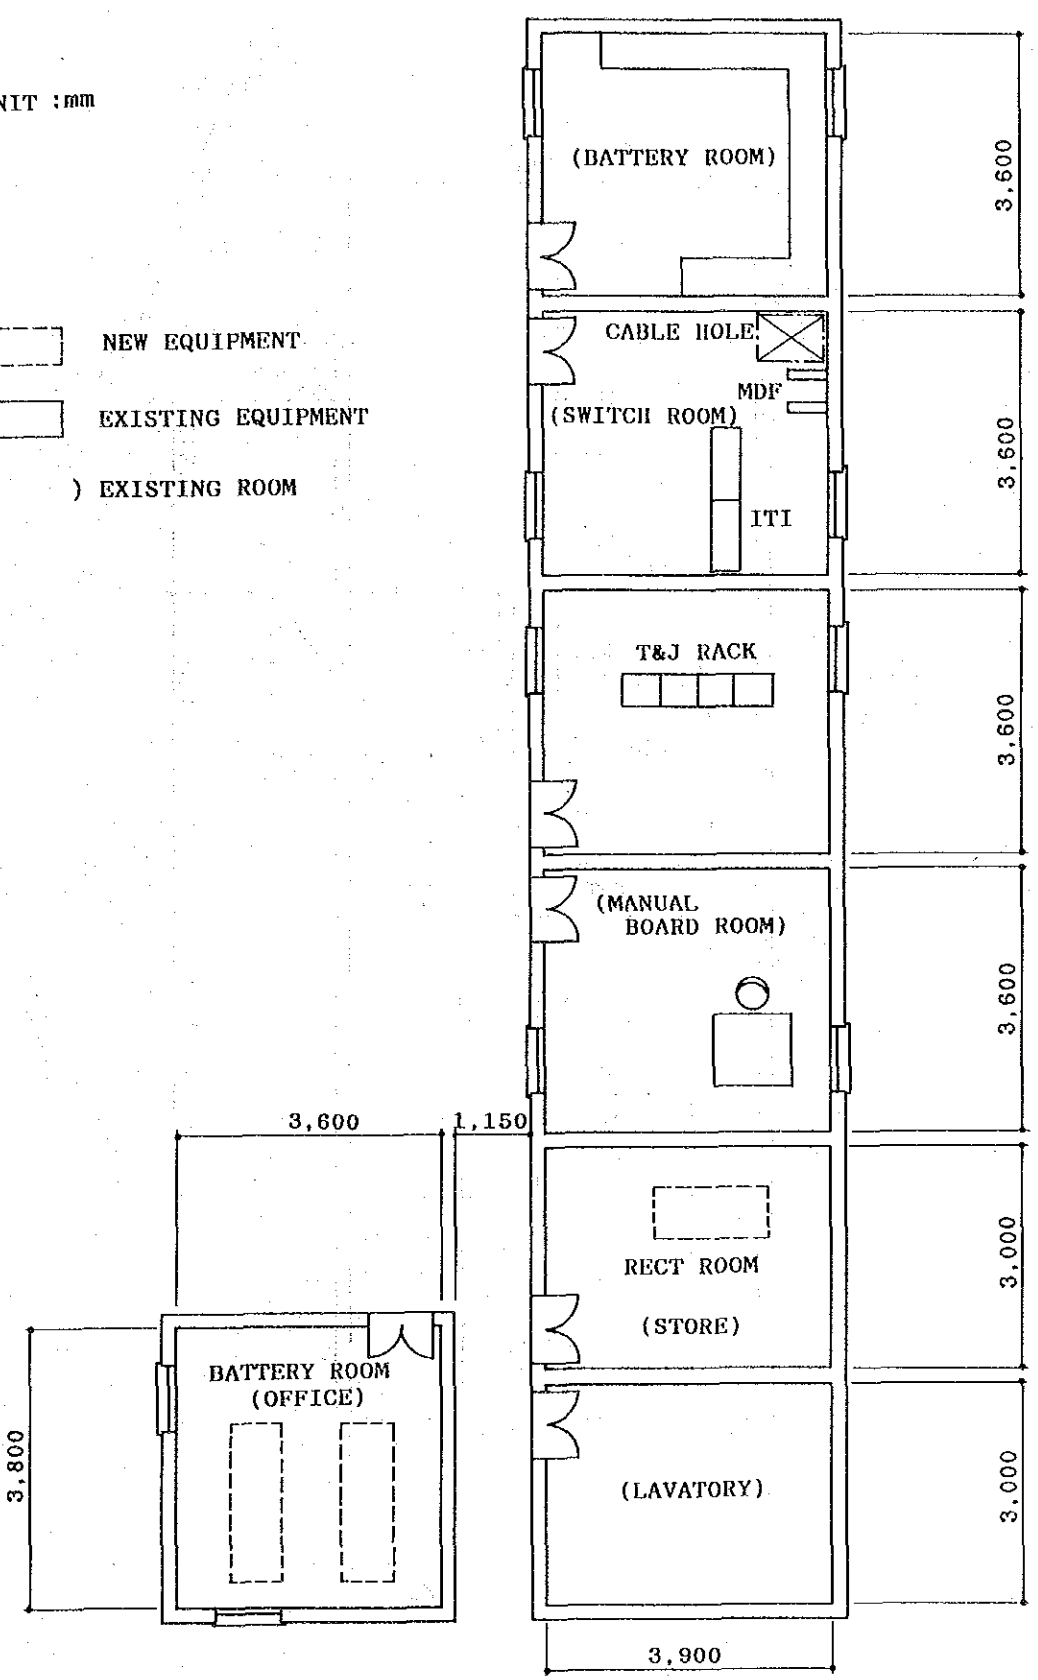 NIT :mm
(BATTERY ROOM)
3,600
NEW EQUIPMENT
EXISTING EQUIPMENT
) EXISTING ROOM
CABLE HOLE
MDF
(SWITCH ROOM)
ITI
3,600
T&J RACK
3,600
(MANUAL
BOARD ROOM)
3,600
3,600
1,150
RECT ROOM
(STORE)
3,000
BATTERY ROOM
(OFFICE)
3,800
(LAVATORY)
3,000
3,900